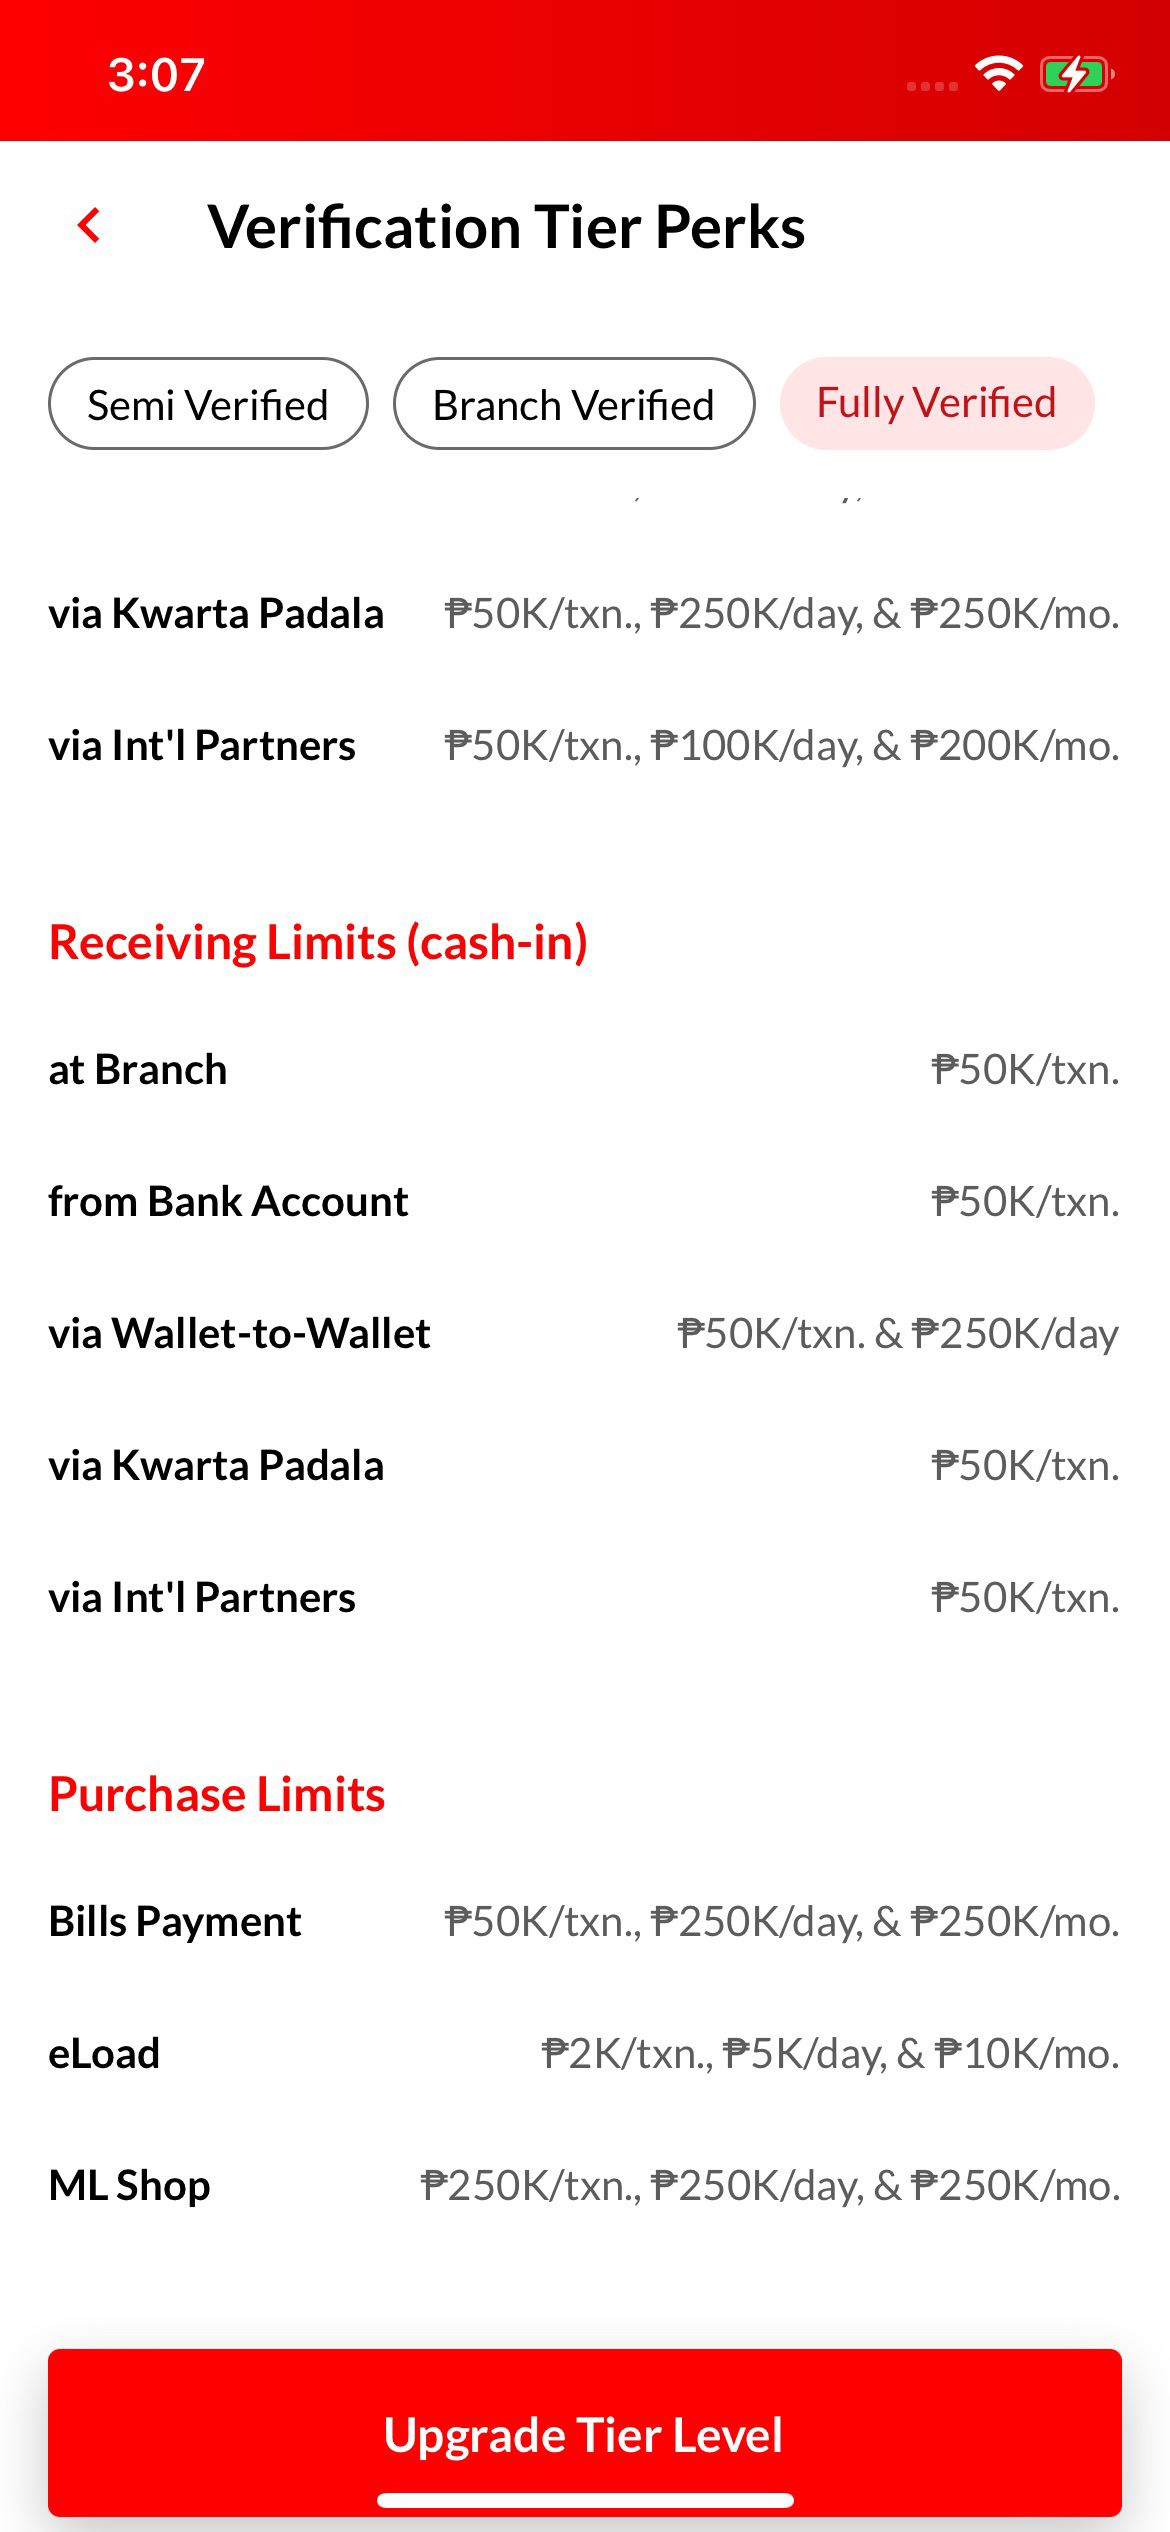 3:07
Verification Tier Perks
Semi Verified Branch Verified Fully Verified
via Kwarta Padala ₱50K/txn., ₱250K/day, & ₱250K/mo.
via Int'l Partners ₱50K/txn., ₱100K/day, & ₱200K/mo.
Receiving Limits (cash-in)
at Branch ₱50K/txn.
from Bank Account ₱50K/txn.
via Wallet-to-Wallet ₱50K/txn. & ₱250K/day
via Kwarta Padala ₱50K/txn.
via Int'l Partners ₱50K/txn.
Purchase Limits
Bills Payment ₱50K/txn., ₱250K/day, & ₱250K/mo.
eLoad ₱2K/txn., ₱5K/day, & ₱10K/mo.
ML Shop ₱250K/txn., ₱250K/day, & ₱250K/mo.
Upgrade Tier Level